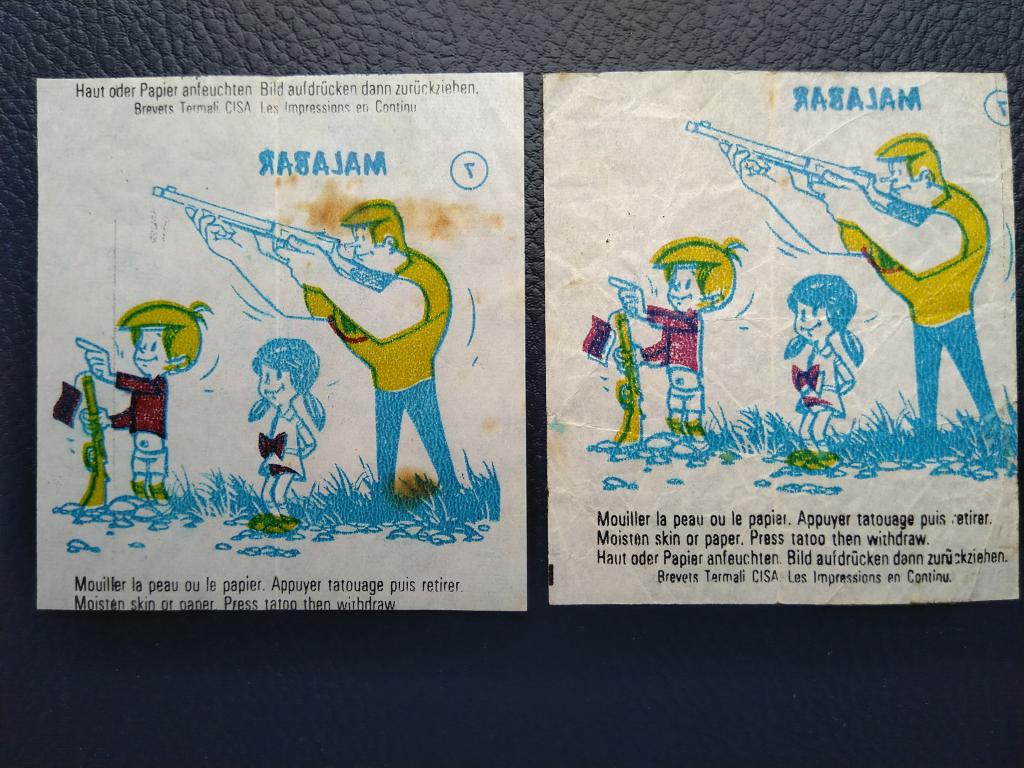 Haut oder Papier anfeuchten. Bild aufdrücken dann zurückziehen.
Brevets Termali CISA Les Impressions en Continu
MALABAR
7
Mouiller la peau ou le papier. Appuyer tatouage puis retirer.
Moisten skin or paper. Press tatoo then withdraw
MALABAR
7
Mouiller la peau ou le papier. Appuyer tatouage puis retirer.
Moisten skin or paper. Press tatoo then withdraw.
Haut oder Papier anfeuchten. Bild aufdrücken dann zurückziehen.
Brevets Termali CISA Les Impressions en Continu.